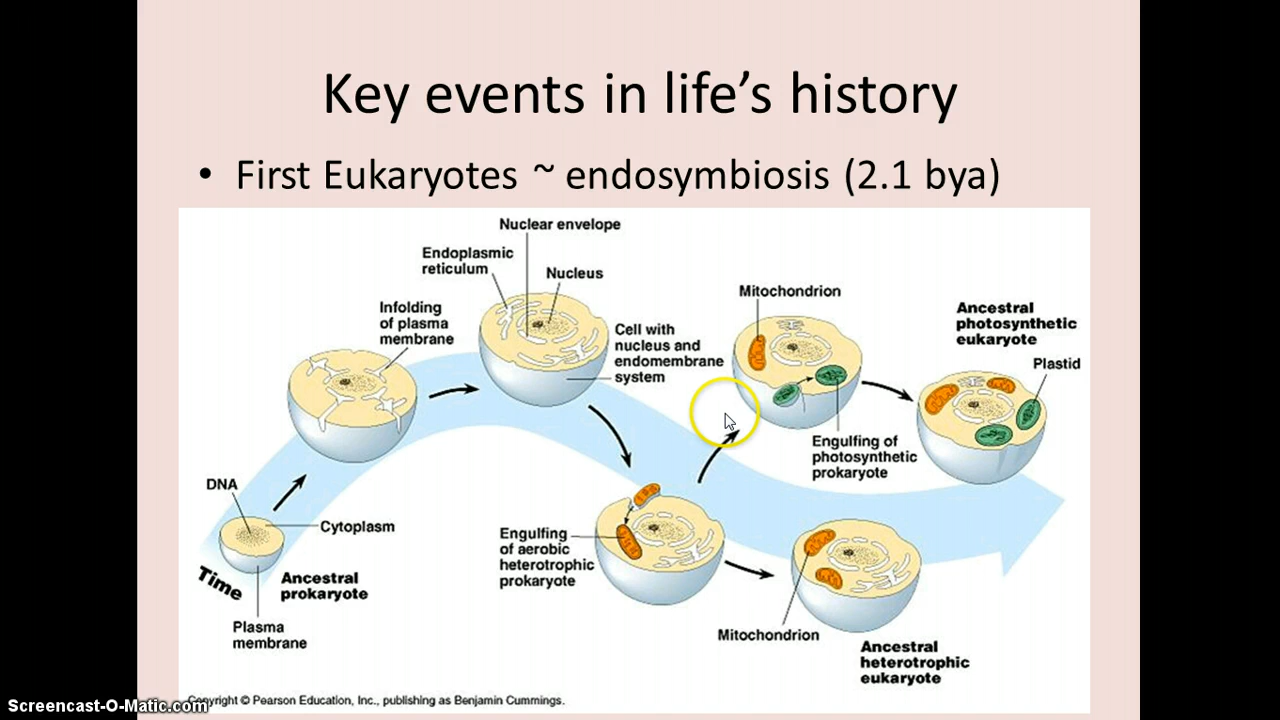 Key events in life’s history
• First Eukaryotes ~ endosymbiosis (2.1 bya)
Nuclear envelope
Endoplasmic
reticulum
Nucleus
Infolding
of plasma
membrane
Cell with
nucleus and
endomembrane
system
Mitochondrion
Ancestral
photosynthetic
eukaryote
Plastid
Engulfing of
photosynthetic
prokaryote
DNA
Cytoplasm
Engulfing
of aerobic
heterotrophic
prokaryote
Time
Ancestral
prokaryote
Plasma
membrane
Mitochondrion
Ancestral
heterotrophic
eukaryote
Copyright © Pearson Education, Inc., publishing as Benjamin Cummings.
Screencast-O-Matic.com